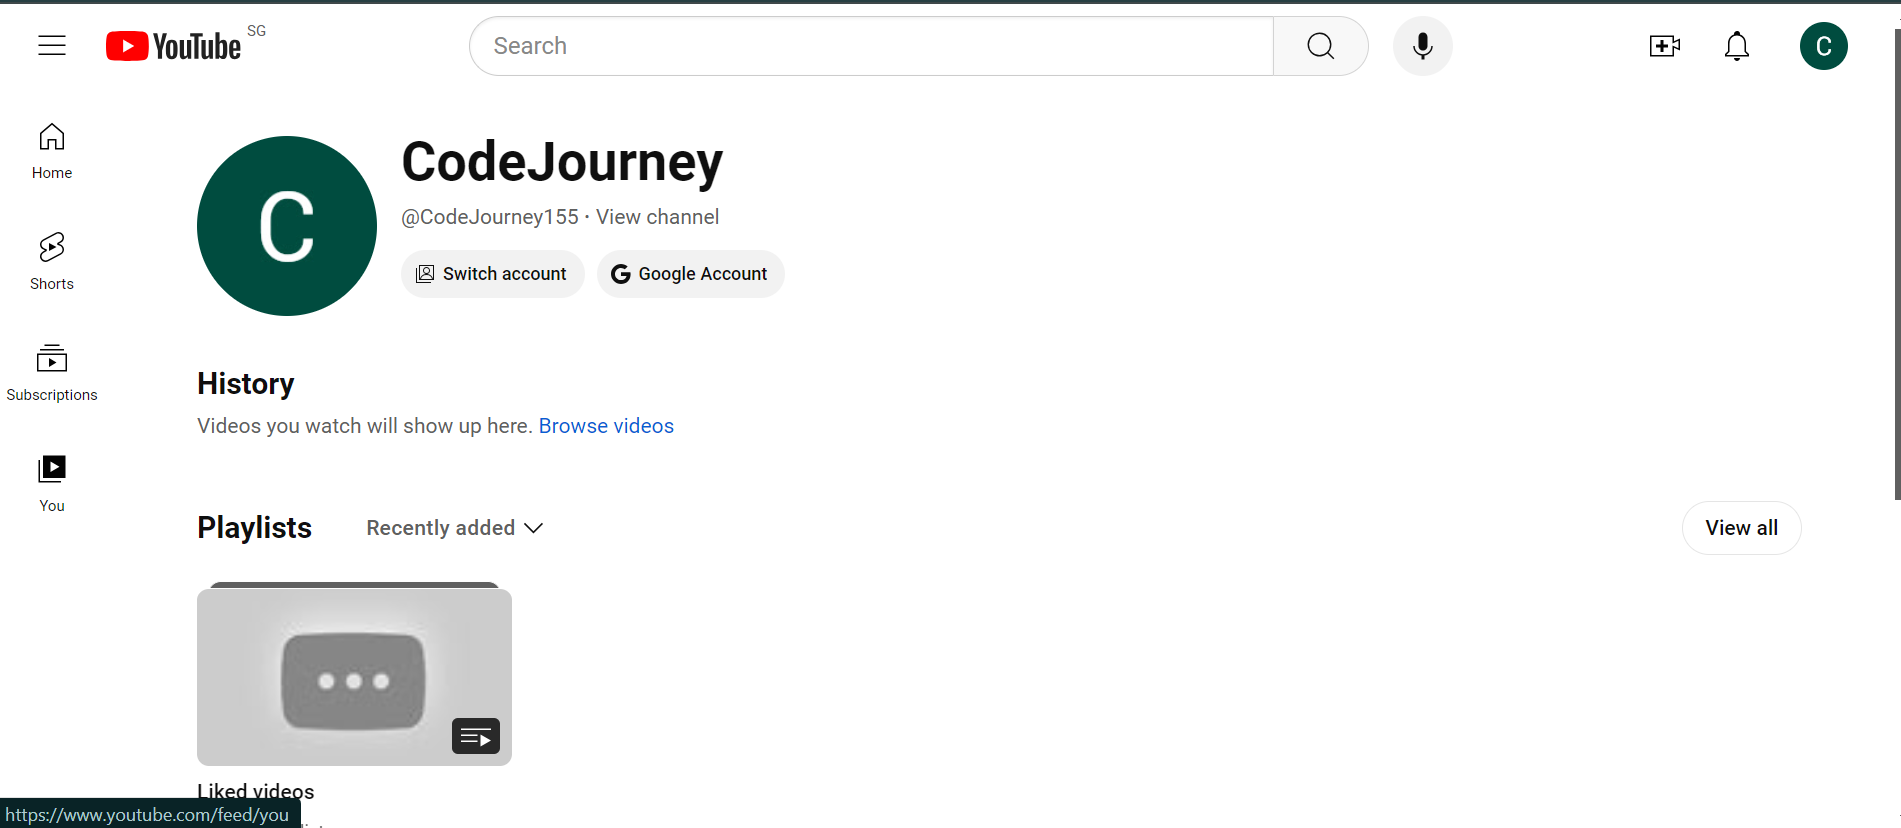 YouTube SG
Search
C
Home
Shorts
Subscriptions
You
C
CodeJourney
@CodeJourney155 · View channel
Switch account
Google Account
History
Videos you watch will show up here. Browse videos
Playlists
Recently added
View all
Liked videos
https://www.youtube.com/feed/you